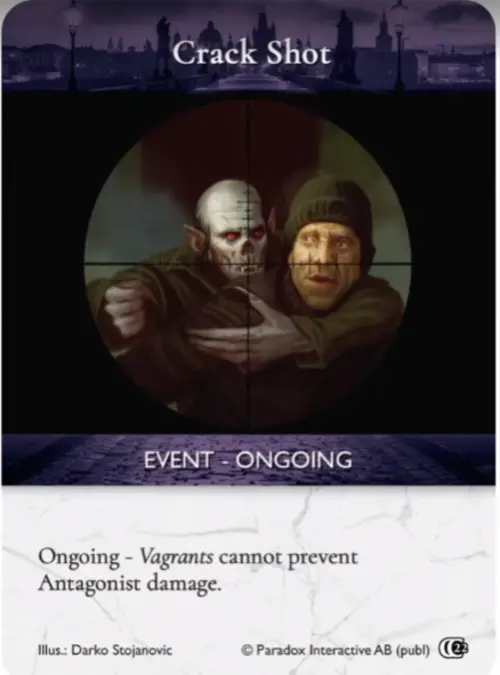 Crack Shot
EVENT - ONGOING
Ongoing - Vagrants cannot prevent
Antagonist damage.
Illus.: Darko Stojanovic © Paradox Interactive AB (publ)